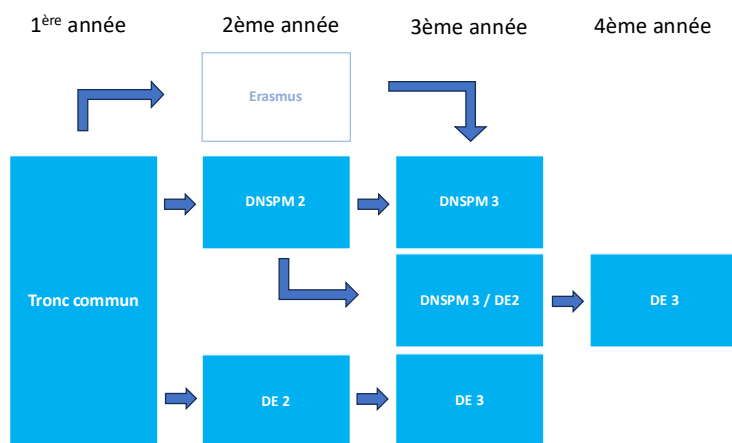 1ère année
2ème année
3ème année
4ème année
Erasmus
DNSPM 2
DNSPM 3
Tronc commun
DNSPM 3 / DE2
DE 3
DE 2
DE 3